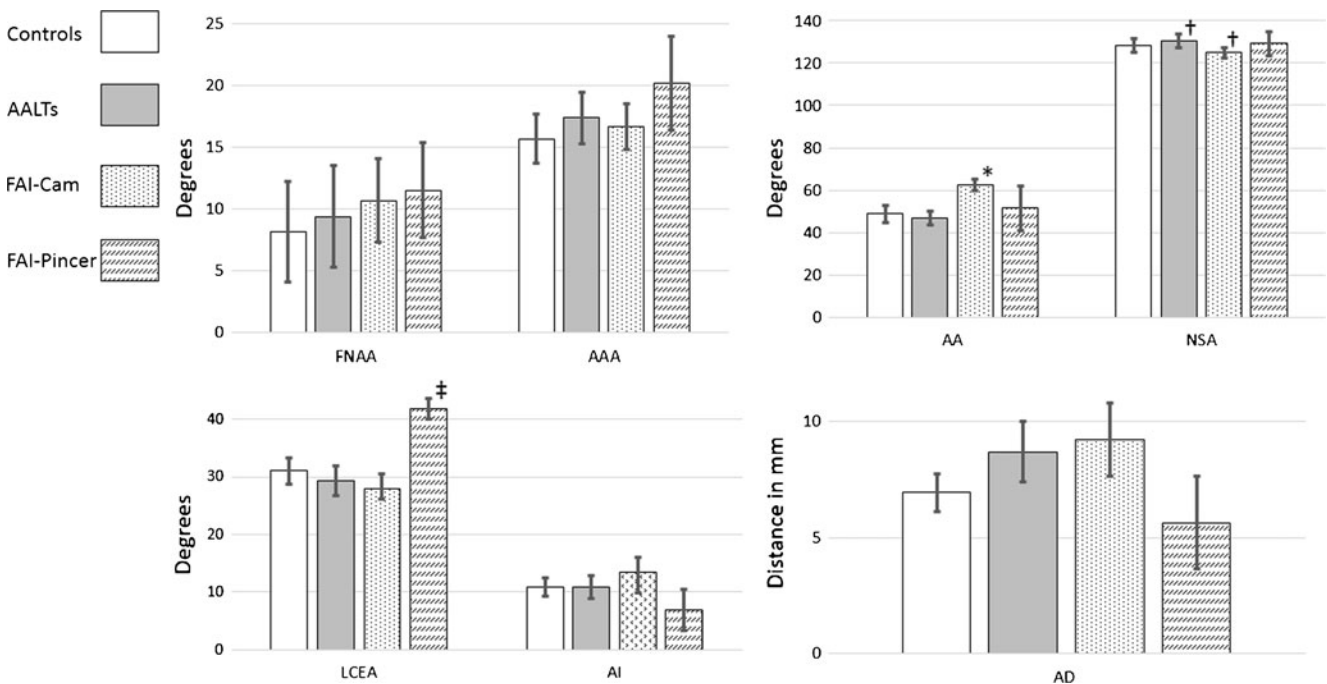 Controls
AALTs
FAI-Cam
FAI-Pincer
Degrees
25
20
15
10
5
0
FNAA
AAA
Degrees
140
120
100
80
60
40
20
0
*
†
†
AA
NSA
Degrees
40
30
20
10
0
‡
LCEA
AI
Distance in mm
10
5
0
AD